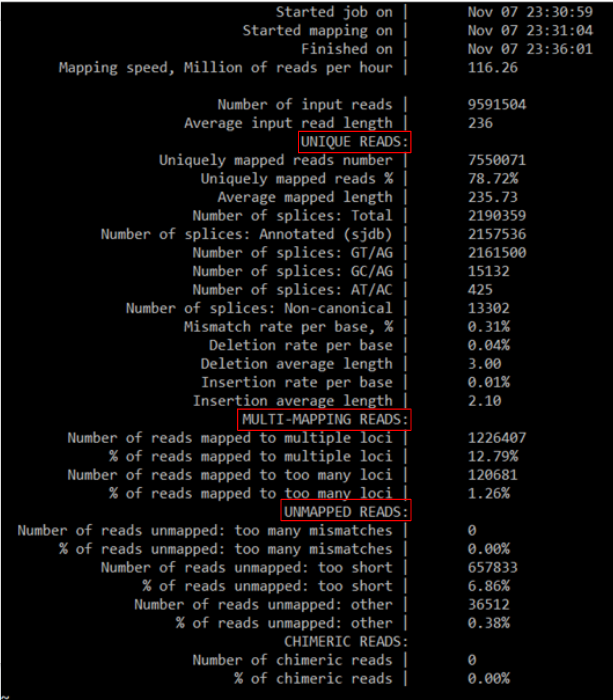 Started job on | Nov 07 23:30:59
Started mapping on | Nov 07 23:31:04
Finished on | Nov 07 23:36:01
Mapping speed, Million of reads per hour | 116.26
Number of input reads | 9591504
Average input read length | 236
UNIQUE READS:
Uniquely mapped reads number | 7550071
Uniquely mapped reads % | 78.72%
Average mapped length | 235.73
Number of splices: Total | 2190359
Number of splices: Annotated (sjdb) | 2157536
Number of splices: GT/AG | 2161500
Number of splices: GC/AG | 15132
Number of splices: AT/AC | 425
Number of splices: Non-canonical | 13302
Mismatch rate per base, % | 0.31%
Deletion rate per base | 0.04%
Deletion average length | 3.00
Insertion rate per base | 0.01%
Insertion average length | 2.10
MULTI-MAPPING READS:
Number of reads mapped to multiple loci | 1226407
% of reads mapped to multiple loci | 12.79%
Number of reads mapped to too many loci | 120681
% of reads mapped to too many loci | 1.26%
UNMAPPED READS:
Number of reads unmapped: too many mismatches | 0
% of reads unmapped: too many mismatches | 0.00%
Number of reads unmapped: too short | 657833
% of reads unmapped: too short | 6.86%
Number of reads unmapped: other | 36512
% of reads unmapped: other | 0.38%
CHIMERIC READS:
Number of chimeric reads | 0
% of chimeric reads | 0.00%
~